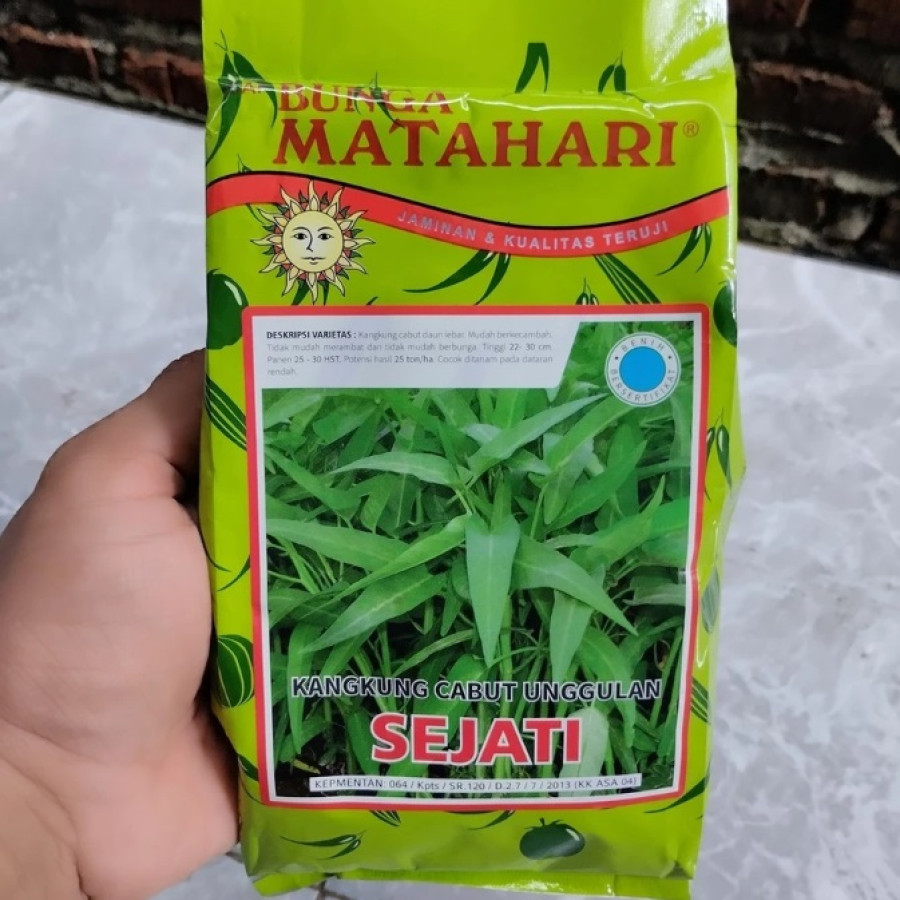 BUNGA
MATAHARI®
JAMINAN & KUALITAS TERUJI
DESKRIPSI VARIETAS : Kangkung cabut daun lebar. Mudah berkecambah.
Tidak mudah merambat dan tidak mudah berbunga. Tinggi 22- 30 cm.
Panen 25 - 30 HST. Potensi hasil 25 ton/ha. Cocok ditanam pada dataran
rendah.
BENIH
BERSERTIFIKAT
KANGKUNG CABUT UNGGULAN
SEJATI
KEPMENTAN: 064 / Kpts / SR.120 / D.2.7 / 7 / 2013 (KK ASA 04)